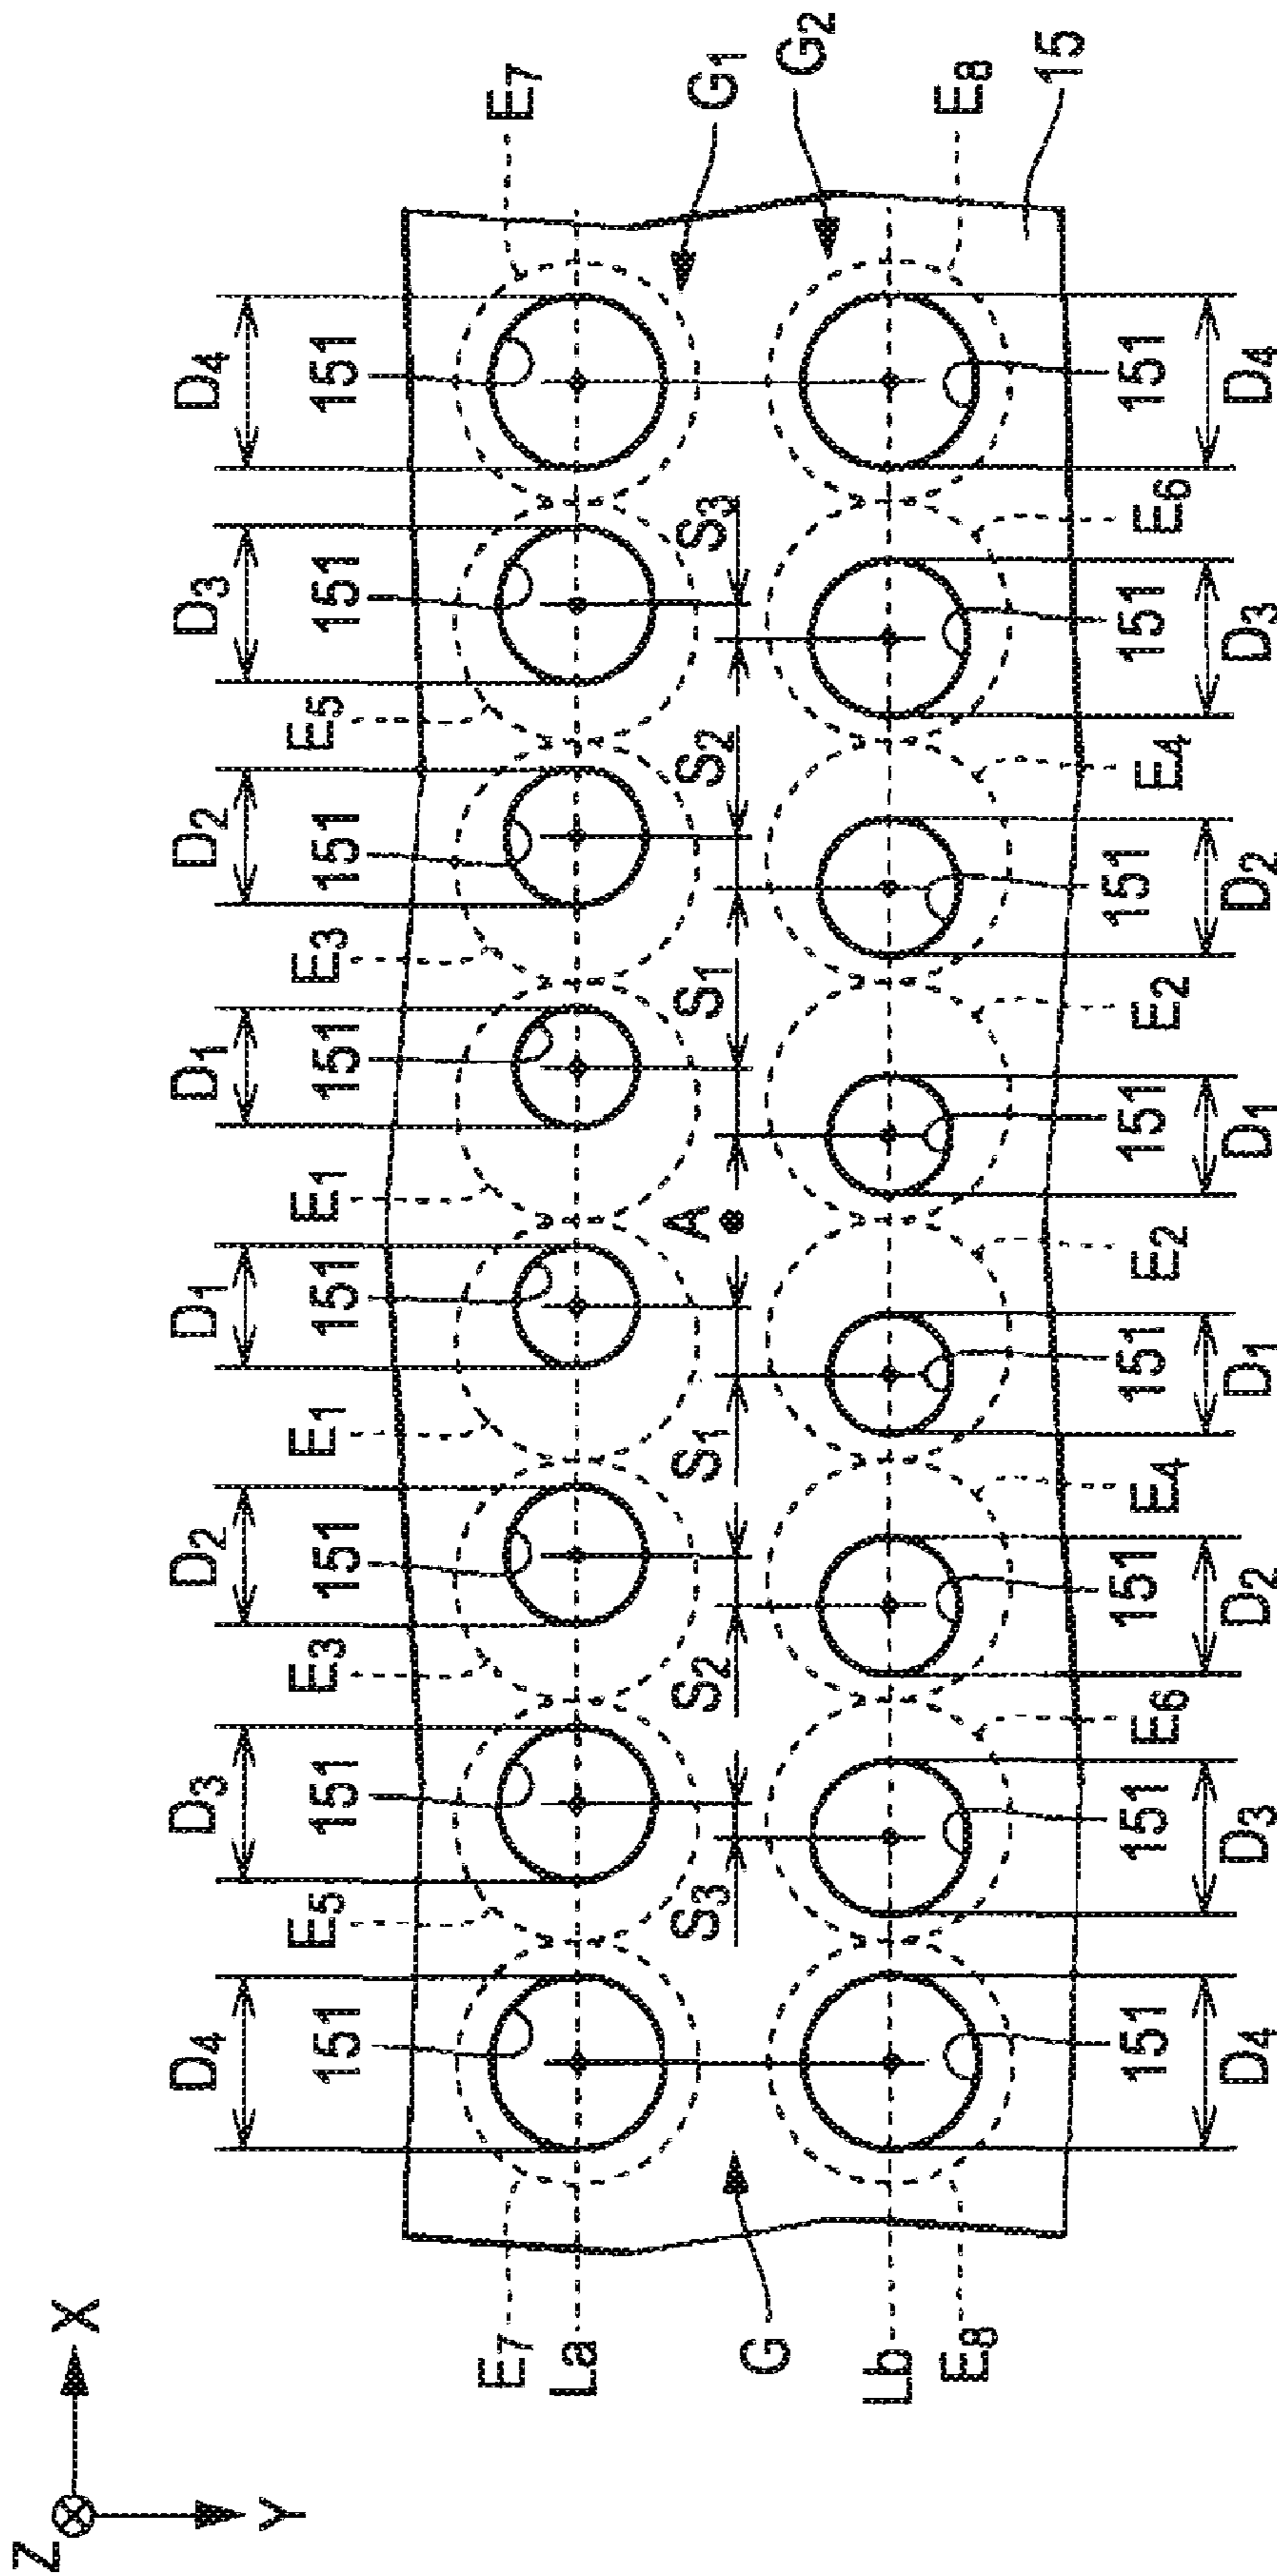 Z X
Y
D4 D3 D2 D1 D1 D2 D3 D4
151 151 151 151 151 151 151 151
E5 E3 E1 E1 E3 E5
E7 E7
La
S3 S2 S1 A S1 S2 S3 G1
G G2
Lb
E8 E8
15
E6 E4 E2 E2 E4 E6
151 151 151 151 151 151 151 151
D4 D3 D2 D1 D1 D2 D3 D4